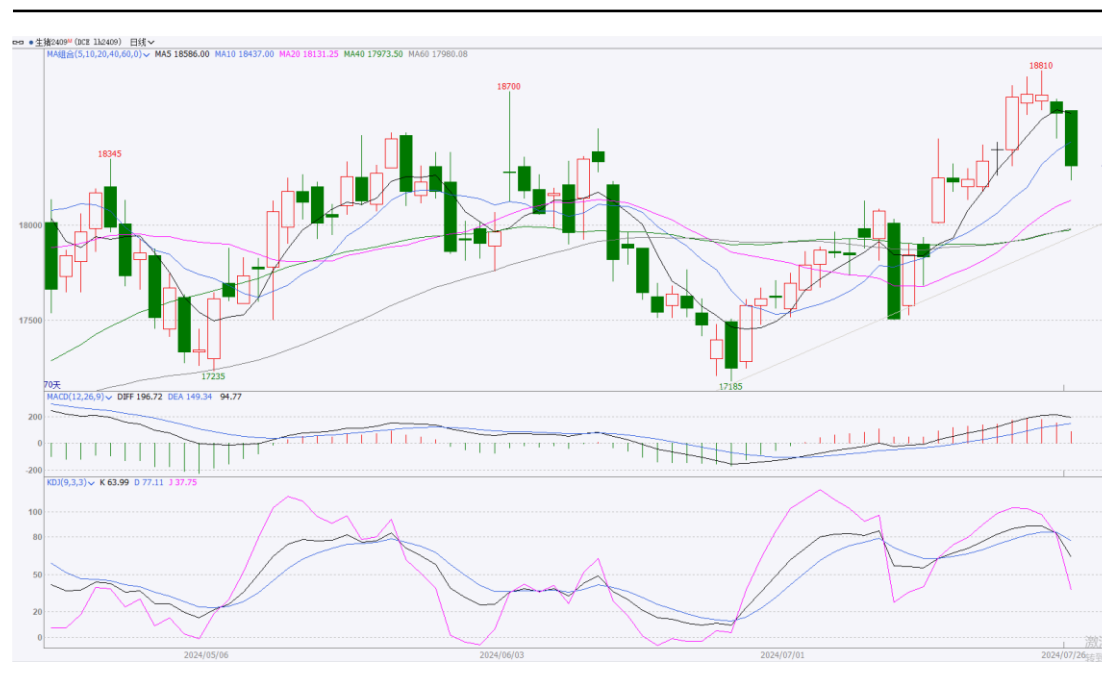 生猪2409ᴹ (DCE lh2409) 日线
MA组合(5,10,20,40,60,0) MA5 18586.00 MA10 18437.00 MA20 18131.25 MA40 17973.50 MA60 17980.08
18810
18700
18345
18000
17500
17235
17185
70天
MACD(12,26,9) DIFF 196.72 DEA 149.34 94.77
200
0
-200
KDJ(9,3,3) K 63.99 D 77.11 J 37.75
100
80
50
20
0
2024/05/06 2024/06/03 2024/07/01 2024/07/26